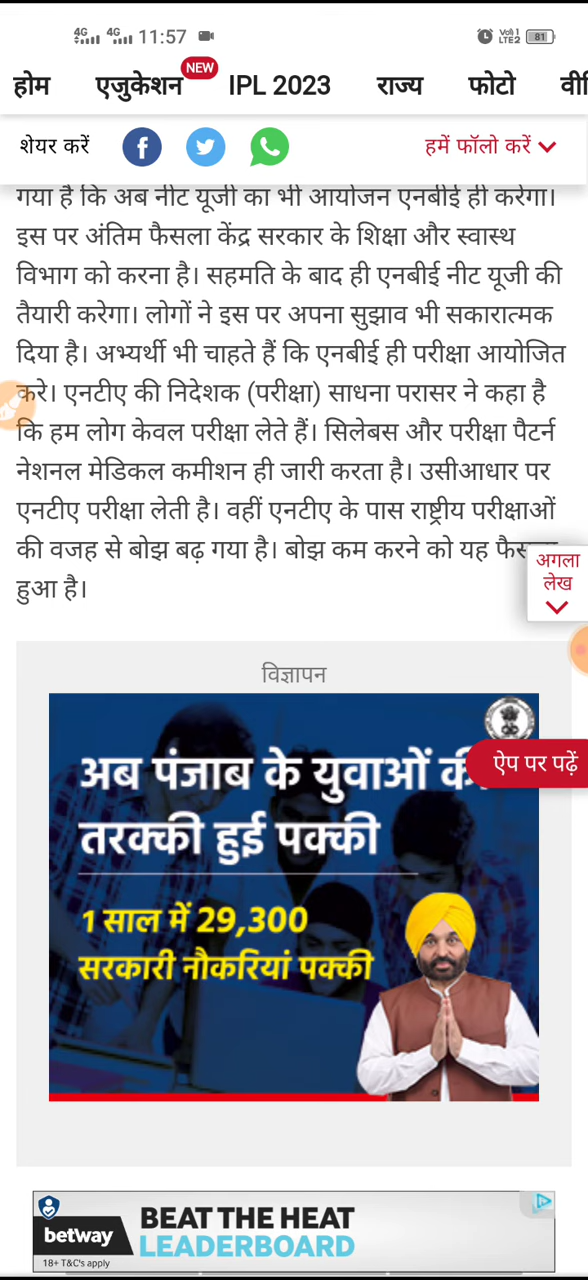 4G 4G 11:57 Vo)) 1 LTE2 81
होम एजुकेशन NEW IPL 2023 राज्य फोटो
शेयर करें हमें फॉलो करें
गया है कि अब नीट यूजी का भी आयोजन एनबीई ही करेगा।
इस पर अंतिम फैसला केंद्र सरकार के शिक्षा और स्वास्थ
विभाग को करना है। सहमति के बाद ही एनबीई नीट यूजी की
तैयारी करेगा। लोगों ने इस पर अपना सुझाव भी सकारात्मक
दिया है। अभ्यर्थी भी चाहते हैं कि एनबीई ही परीक्षा आयोजित
करे। एनटीए की निदेशक (परीक्षा) साधना परासर ने कहा है
कि हम लोग केवल परीक्षा लेते हैं। सिलेबस और परीक्षा पैटर्न
नेशनल मेडिकल कमीशन ही जारी करता है। उसीआधार पर
एनटीए परीक्षा लेती है। वहीं एनटीए के पास राष्ट्रीय परीक्षाओं
की वजह से बोझ बढ़ गया है। बोझ कम करने को यह
हुआ है।
अगला
लेख
विज्ञापन
अब पंजाब के युवाओं की
तरक्की हुई पक्की
ऐप पर पढ़ें
1 साल में 29,300
सरकारी नौकरियां पक्की
betway
18+ T&C's apply
BEAT THE HEAT
LEADERBOARD